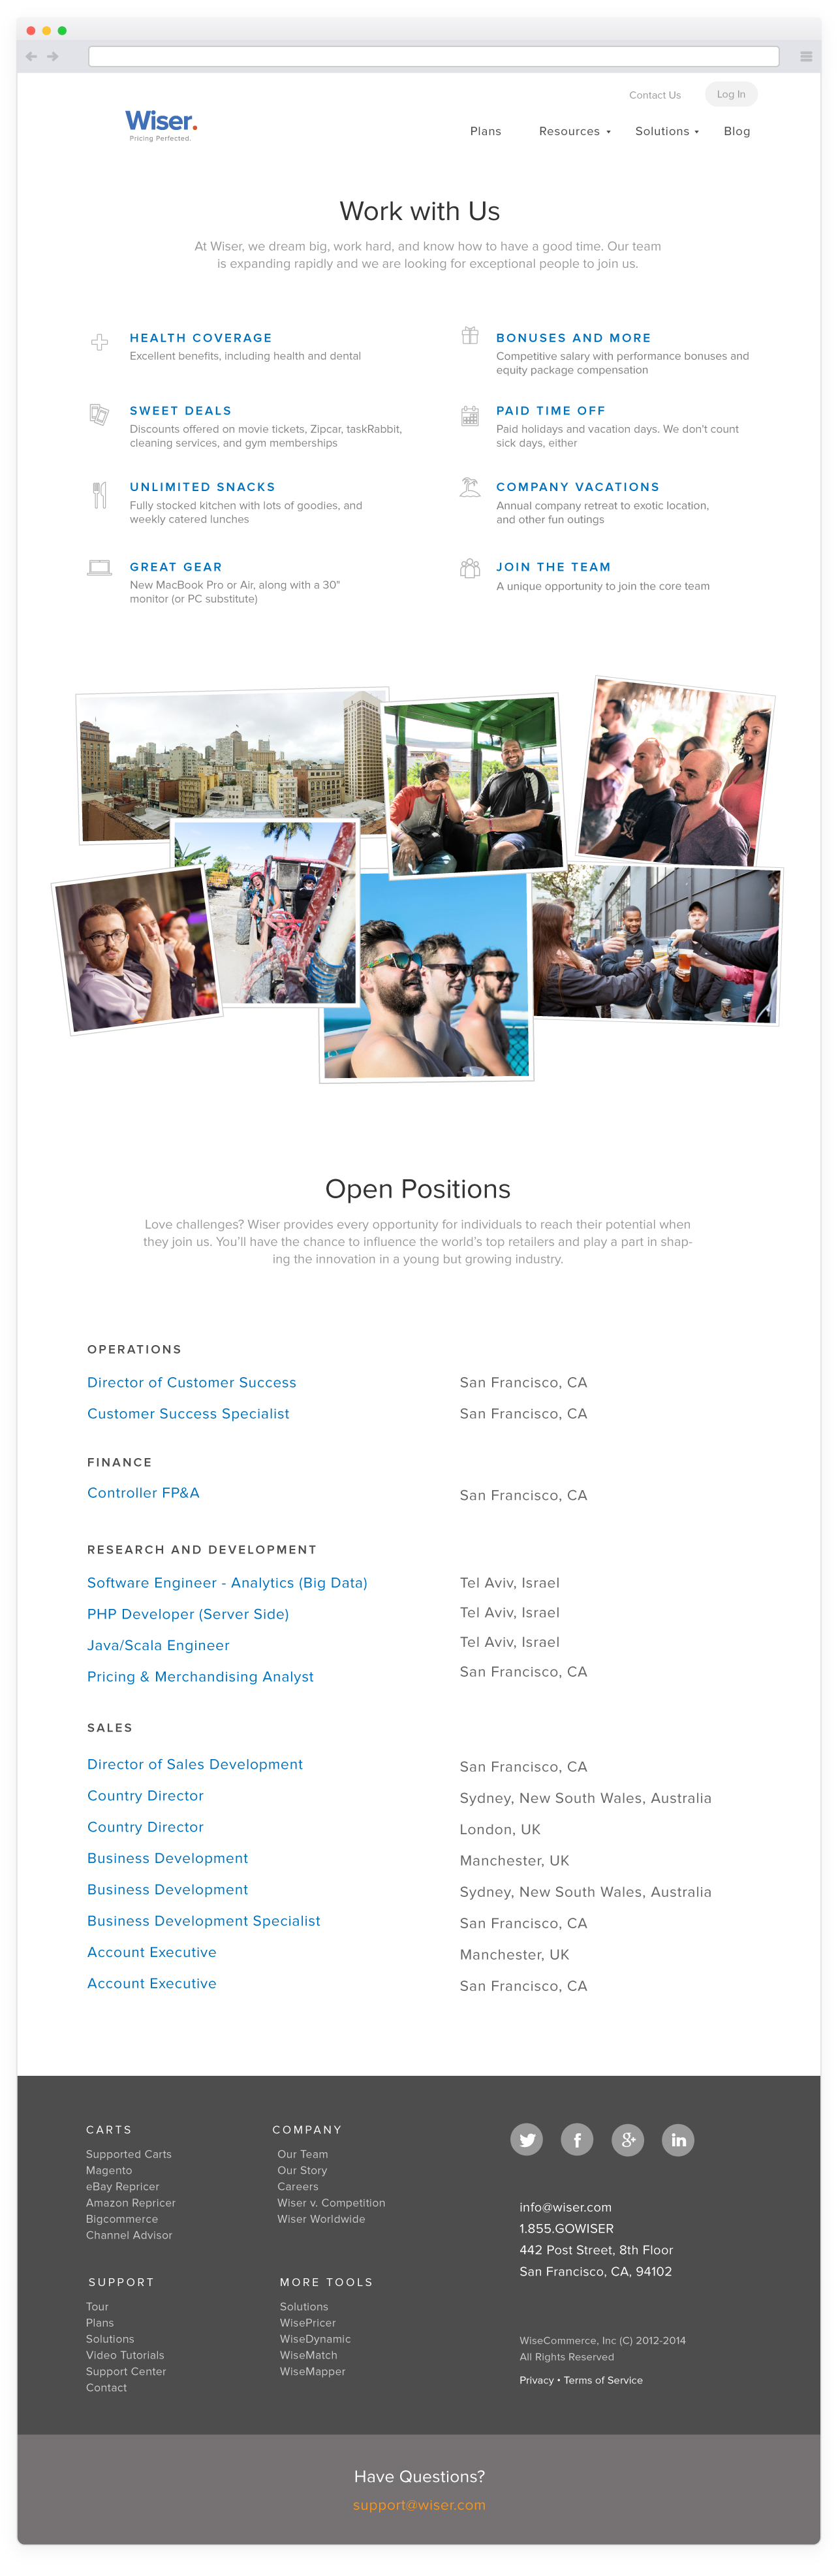 Contact Us
Log In
Wiser.
Pricing Perfected.
Plans
Resources
Solutions
Blog
Work with Us
At Wiser, we dream big, work hard, and know how to have a good time. Our team
is expanding rapidly and we are looking for exceptional people to join us.
HEALTH COVERAGE
Excellent benefits, including health and dental
BONUSES AND MORE
Competitive salary with performance bonuses and
equity package compensation
SWEET DEALS
Discounts offered on movie tickets, Zipcar, taskRabbit,
cleaning services, and gym memberships
PAID TIME OFF
Paid holidays and vacation days. We don't count
sick days, either
UNLIMITED SNACKS
Fully stocked kitchen with lots of goodies, and
weekly catered lunches
COMPANY VACATIONS
Annual company retreat to exotic location,
and other fun outings
GREAT GEAR
New MacBook Pro or Air, along with a 30"
monitor (or PC substitute)
JOIN THE TEAM
A unique opportunity to join the core team
Open Positions
Love challenges? Wiser provides every opportunity for individuals to reach their potential when
they join us. You'll have the chance to influence the world's top retailers and play a part in shap-
ing the innovation in a young but growing industry.
OPERATIONS
Director of Customer Success San Francisco, CA
Customer Success Specialist San Francisco, CA
FINANCE
Controller FP&A San Francisco, CA
RESEARCH AND DEVELOPMENT
Software Engineer - Analytics (Big Data) Tel Aviv, Israel
PHP Developer (Server Side) Tel Aviv, Israel
Java/Scala Engineer Tel Aviv, Israel
Pricing & Merchandising Analyst San Francisco, CA
SALES
Director of Sales Development San Francisco, CA
Country Director Sydney, New South Wales, Australia
Country Director London, UK
Business Development Manchester, UK
Business Development Sydney, New South Wales, Australia
Business Development Specialist San Francisco, CA
Account Executive Manchester, UK
Account Executive San Francisco, CA
CARTS
Supported Carts
Magento
eBay Repricer
Amazon Repricer
Bigcommerce
Channel Advisor
COMPANY
Our Team
Our Story
Careers
Wiser v. Competition
Wiser Worldwide
SUPPORT
Tour
Plans
Solutions
Video Tutorials
Support Center
Contact
MORE TOOLS
Solutions
WisePricer
WiseDynamic
WiseMatch
WiseMapper
f
g+
in
info@wiser.com
1.855.GOWISER
442 Post Street, 8th Floor
San Francisco, CA, 94102
WiseCommerce, Inc (C) 2012-2014
All Rights Reserved
Privacy • Terms of Service
Have Questions?
support@wiser.com